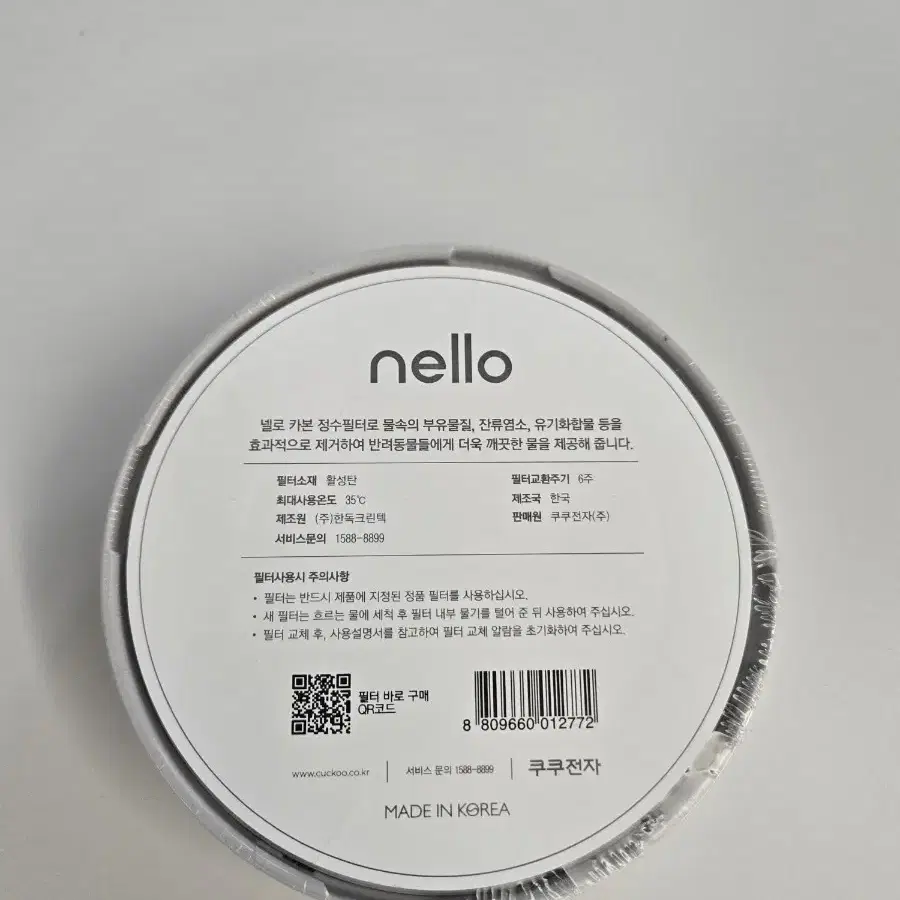 nello
넬로 카본 정수필터로 물속의 부유물질, 잔류염소, 유기화합물 등을
효과적으로 제거하여 반려동물들에게 더욱 깨끗한 물을 제공해 줍니다.
필터소재 활성탄 필터교환주기 6주
최대사용온도 35℃ 제조국 한국
제조원 (주)한독크린텍 판매원 쿠쿠전자(주)
서비스문의 1588-8899
필터사용시 주의사항
• 필터는 반드시 제품에 지정된 정품 필터를 사용하십시오.
• 새 필터는 흐르는 물에 세척 후 필터 내부 물기를 털어 준 뒤 사용하여 주십시오.
• 필터 교체 후, 사용설명서를 참고하여 필터 교체 알람을 초기화하여 주십시오.
필터 바로 구매
QR코드
8 809660 012772
www.cuckoo.co.kr 서비스 문의 1588-8899 쿠쿠전자
MADE IN KOREA